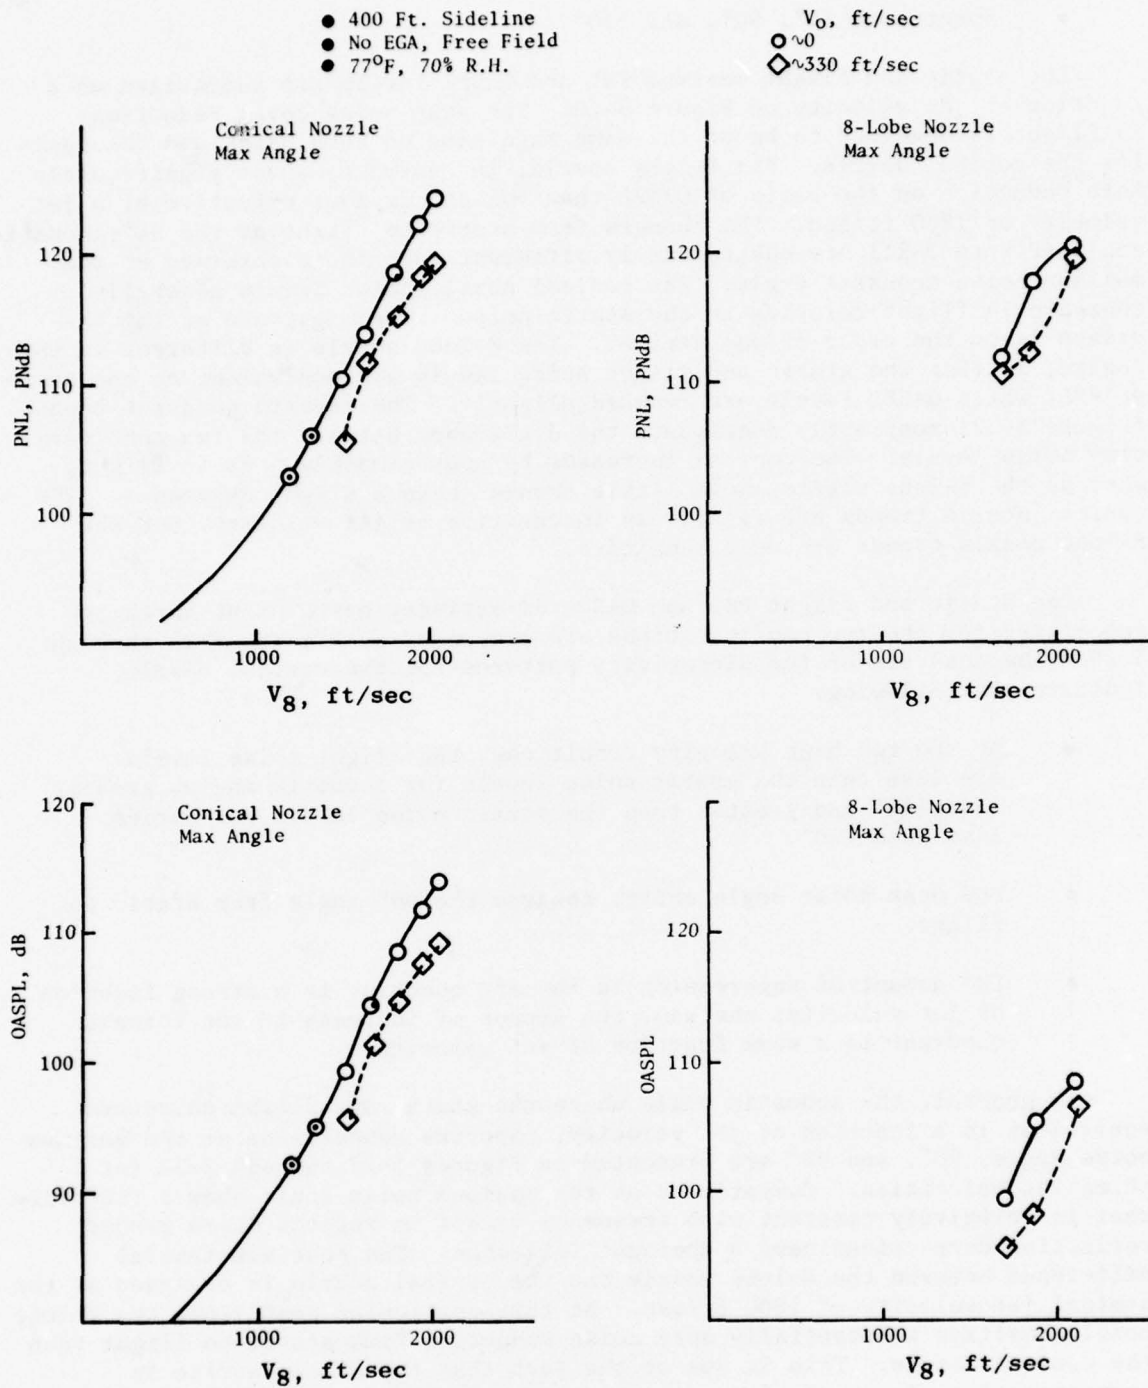 ● 400 Ft. Sideline
● No EGA, Free Field
● 77°F, 70% R.H.
V₀, ft/sec
○ ~0
◇ ~330 ft/sec
Conical Nozzle
Max Angle
120
110
100
PNL, PNdB
1000 2000
V₈, ft/sec
8-Lobe Nozzle
Max Angle
120
110
100
PNL, PNdB
1000 2000
V₈, ft/sec
Conical Nozzle
Max Angle
120
110
100
90
OASPL, dB
1000 2000
V₈, ft/sec
8-Lobe Nozzle
Max Angle
120
110
100
OASPL
1000 2000
V₈, ft/sec